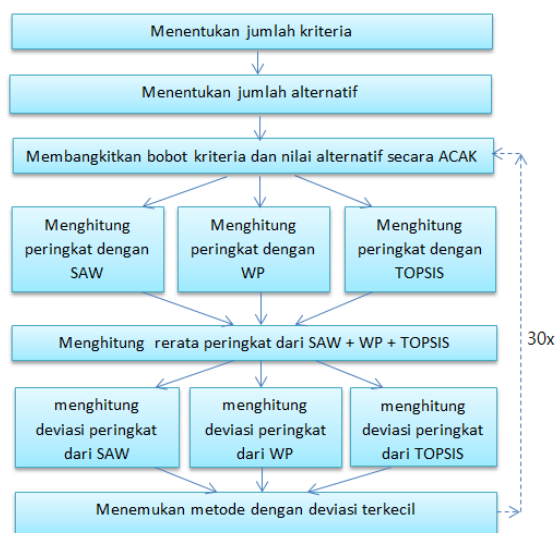 Menentukan jumlah kriteria
Menentukan jumlah alternatif
Membangkitkan bobot kriteria dan nilai alternatif secara ACAK
Menghitung
peringkat dengan
SAW
Menghitung
peringkat dengan
WP
Menghitung
peringkat dengan
TOPSIS
Menghitung rerata peringkat dari SAW + WP + TOPSIS
30x
menghitung
deviasi peringkat
dari SAW
menghitung
deviasi peringkat
dari WP
menghitung
deviasi peringkat
dari TOPSIS
Menemukan metode dengan deviasi terkecil